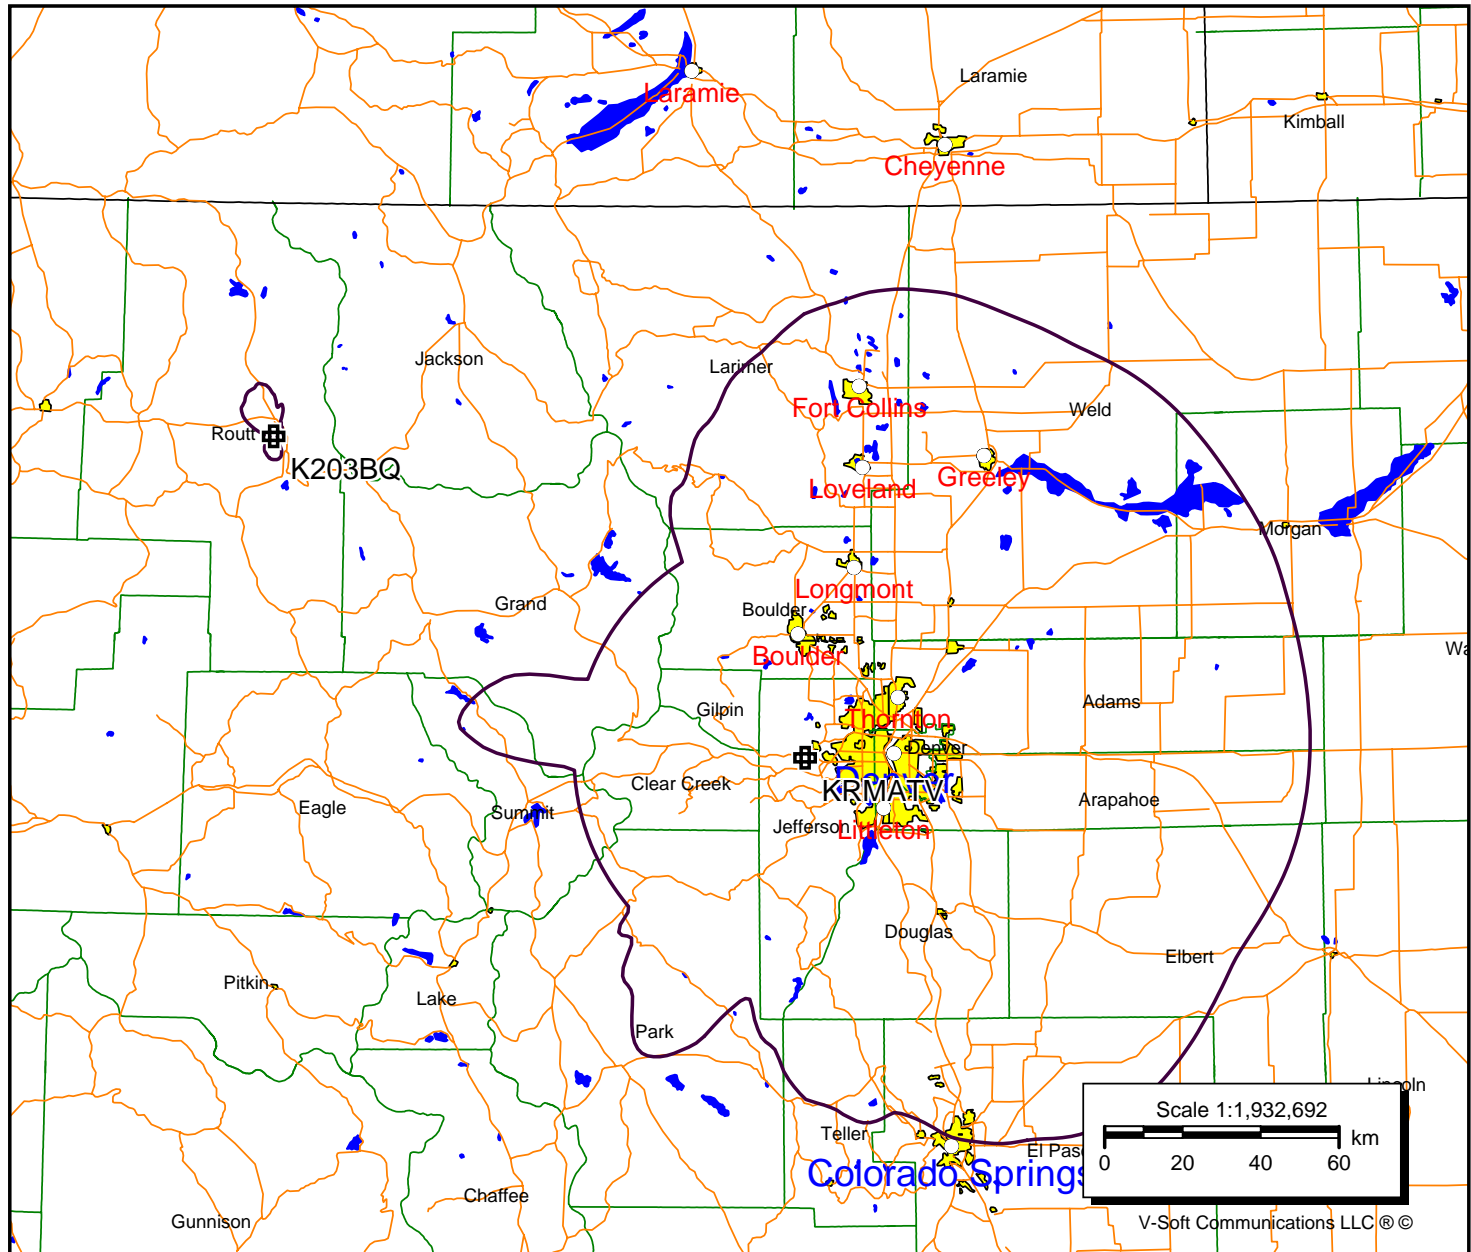 Laramie
Laramie
Kimball
Cheyenne
Jackson
Larimer
Fort Collins
Weld
Routt
K203BQ
Loveland
Greeley
Morgan
Longmont
Grand
Boulder
Boulder
Wa
Gilpin
Adams
Thornton
Denver
Denver
Clear Creek
KRMATV
Arapahoe
Eagle
Summit
Jefferson
Littleton
Douglas
Elbert
Pitkin
Lake
Park
Lincoln
Scale 1:1,932,692
km
0 20 40 60
Teller
El Paso
Colorado Springs
Chaffee
Gunnison
V-Soft Communications LLC ® ©